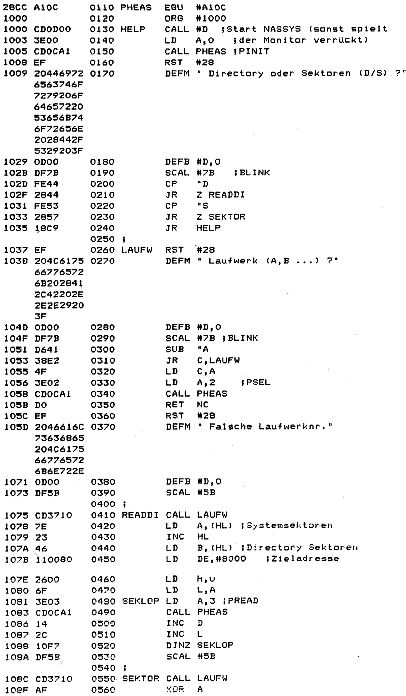 28CC A10C 0110 PHEAS EQU #A10C
1000 0120 ORG #1000
1000 CD0D00 0130 HELP CALL #D ;Start NASSYS (sonst spielt
1003 3E00 0140 LD A,0 ;der Monitor verrückt)
1005 CD0CA1 0150 CALL PHEAS ;PINIT
1008 EF 0160 RST #28
1009 20446972 0170 DEFM " Directory oder Sektoren (D/S) ?"
6563746F
7279206F
64657220
53656B74
6F72656E
2028442F
5329203F
1029 0D00 0180 DEFB #D,0
102B DF7B 0190 SCAL #7B ;BLINK
102D FE44 0200 CP "D
102F 2844 0210 JR Z READDI
1031 FE53 0220 CP "S
1033 2857 0230 JR Z SEKTOR
1035 18C9 0240 JR HELP
0250 ;
1037 EF 0260 LAUFW RST #28
1038 204C6175 0270 DEFM " Laufwerk (A,B ...) ?"
66776572
6B202841
2C42202E
2E2E2920
3F
104D 0D00 0280 DEFB #D,0
104F DF7B 0290 SCAL #7B ;BLINK
1051 D641 0300 SUB "A
1053 38E2 0310 JR C,LAUFW
1055 4F 0320 LD C,A
1056 3E02 0330 LD A,2 ;PSEL
1058 CD0CA1 0340 CALL PHEAS
105B D0 0350 RET NC
105C EF 0360 RST #28
105D 2046616C 0370 DEFM " Falsche Laufwerknr."
73636865
204C6175
66776572
6B6E722E
1071 0D00 0380 DEFB #D,0
1073 DF5B 0390 SCAL #5B
0400 ;
1075 CD3710 0410 READDI CALL LAUFW
1078 7E 0420 LD A,(HL) ;Systemsektoren
1079 23 0430 INC HL
107A 46 0440 LD B,(HL) ;Directory Sektoren
107B 110080 0450 LD DE,#8000 ;Zieladresse
107E 2600 0460 LD H,0
1080 6F 0470 LD L,A
1081 3E03 0480 SEKLOP LD A,3 ;PREAD
1083 CD0CA1 0490 CALL PHEAS
1086 14 0500 INC D
1087 2C 0510 INC L
1088 10F7 0520 DJNZ SEKLOP
108A DF5B 0530 SCAL #5B
0540 ;
108C CD3710 0550 SEKTOR CALL LAUFW
108F AF 0560 XOR A